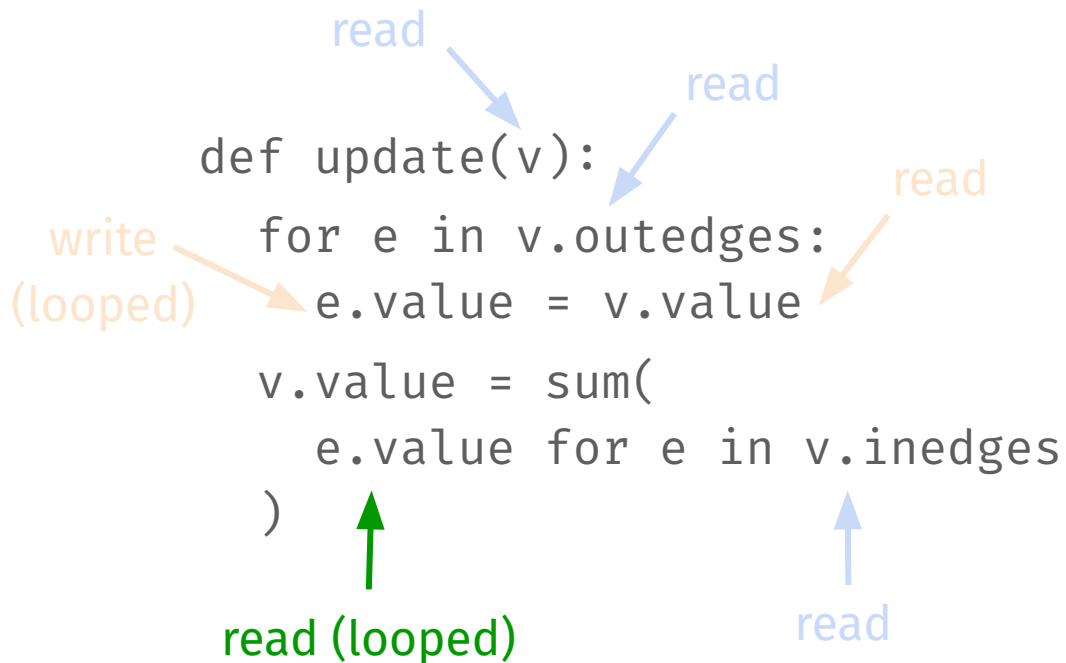 read
read
def update(v):
read
write
(looped)
for e in v.outedges:
e.value = v.value
v.value = sum(
e.value for e in v.inedges
)
read (looped)
read